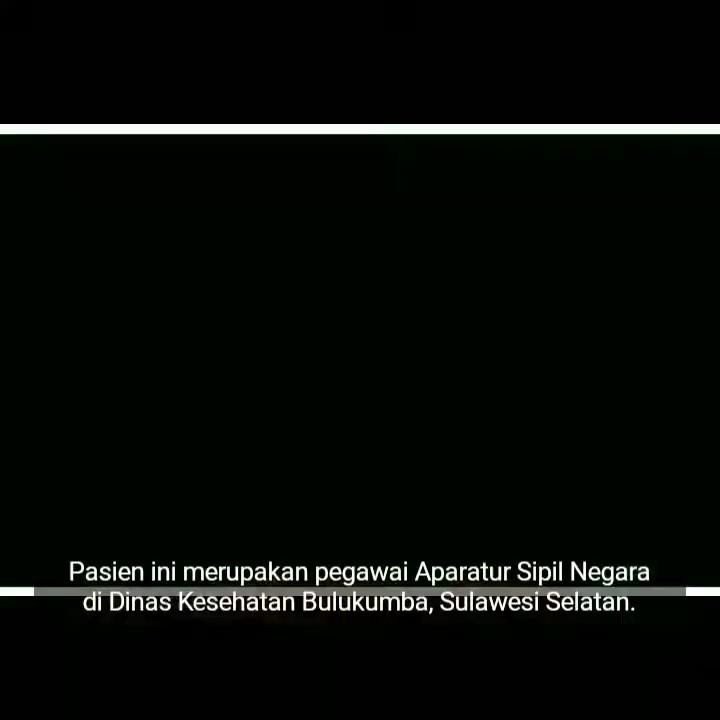 Pasien ini merupakan pegawai Aparatur Sipil Negara
di Dinas Kesehatan Bulukumba, Sulawesi Selatan.